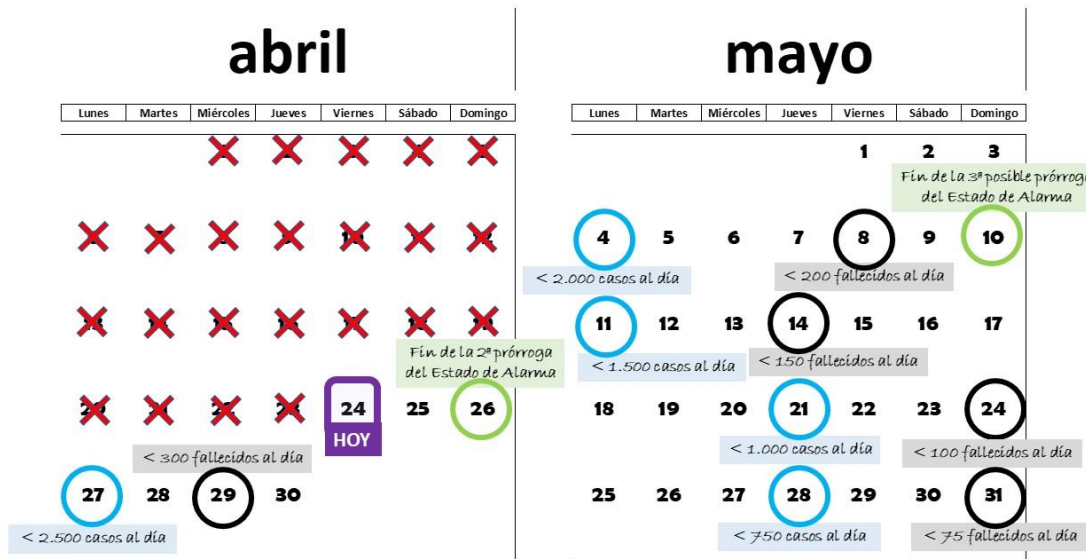 abril
Lunes Martes Miércoles Jueves Viernes Sábado Domingo
Fin de la 2ª prórroga
del Estado de Alarma
24 25 26
HOY
< 300 fallecidos al día
27 28 29 30
< 2.500 casos al día
mayo
Lunes Martes Miércoles Jueves Viernes Sábado Domingo
1 2 3
Fin de la 3ª posible prórroga
del Estado de Alarma
4 5 6 7 8 9 10
< 2.000 casos al día < 200 fallecidos al día
11 12 13 14 15 16 17
< 1.500 casos al día < 150 fallecidos al día
18 19 20 21 22 23 24
< 1.000 casos al día < 100 fallecidos al día
25 26 27 28 29 30 31
< 750 casos al día < 75 fallecidos al día